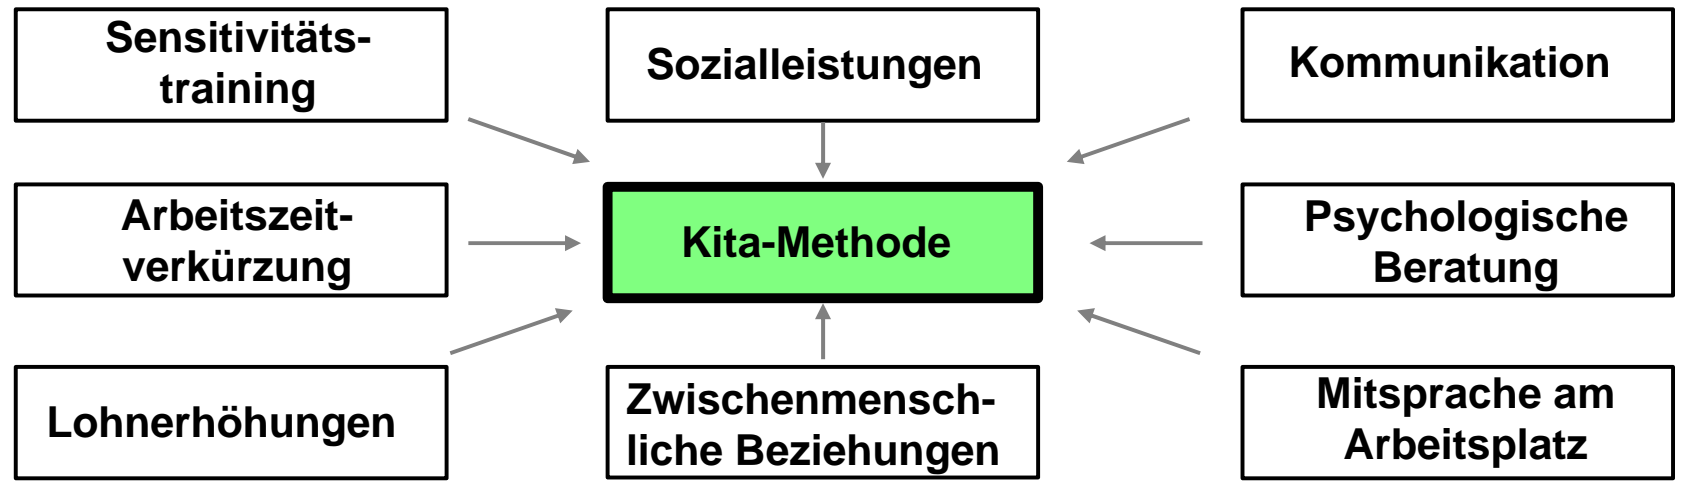 Sensitivitäts-
training
Sozialleistungen
Kommunikation
Arbeitszeit-
verkürzung
Kita-Methode
Psychologische
Beratung
Lohnerhöhungen
Zwischenmensch-
liche Beziehungen
Mitsprache am
Arbeitsplatz